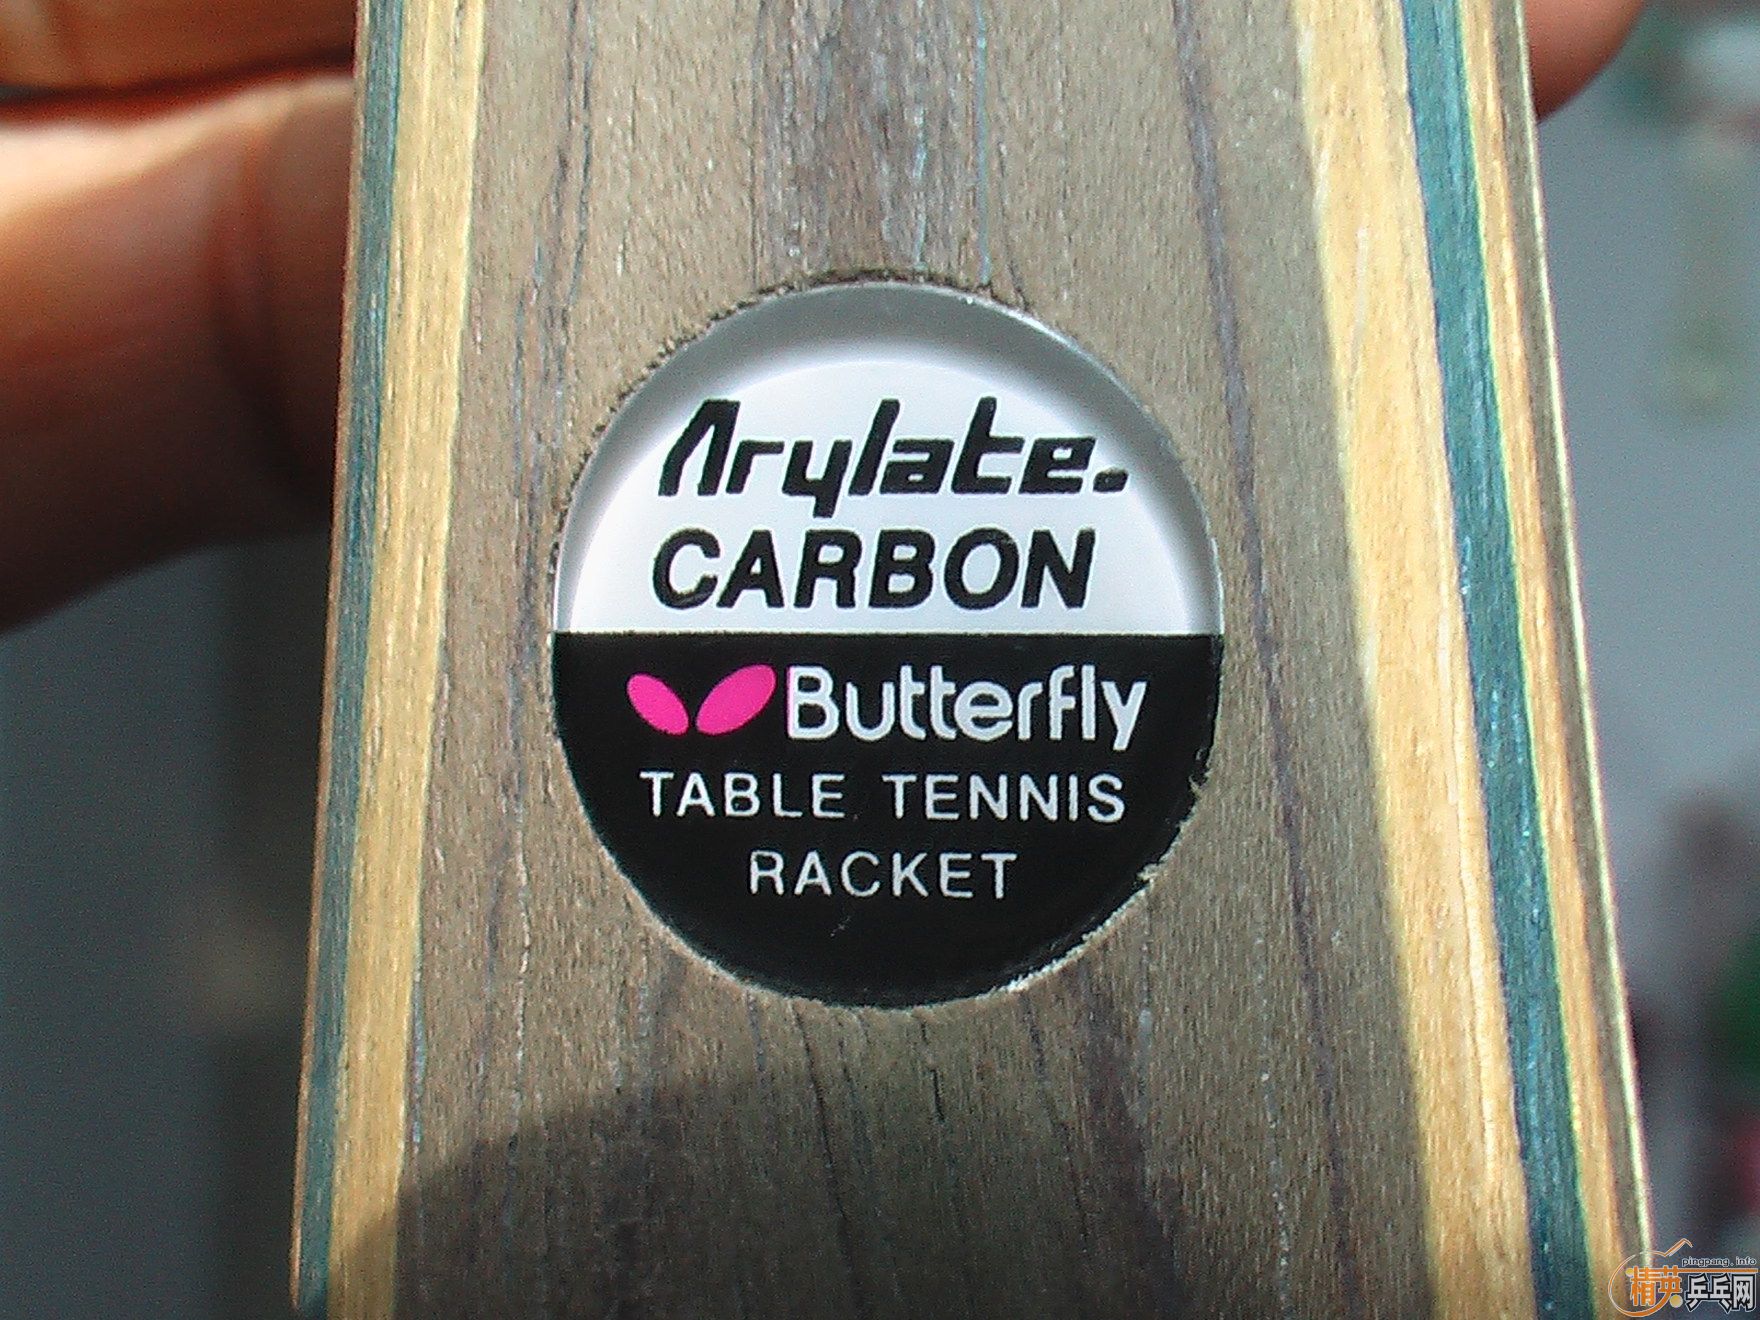 Arylate.
CARBON
Butterfly
TABLE TENNIS
RACKET
pingpang.info
精英乒乓网